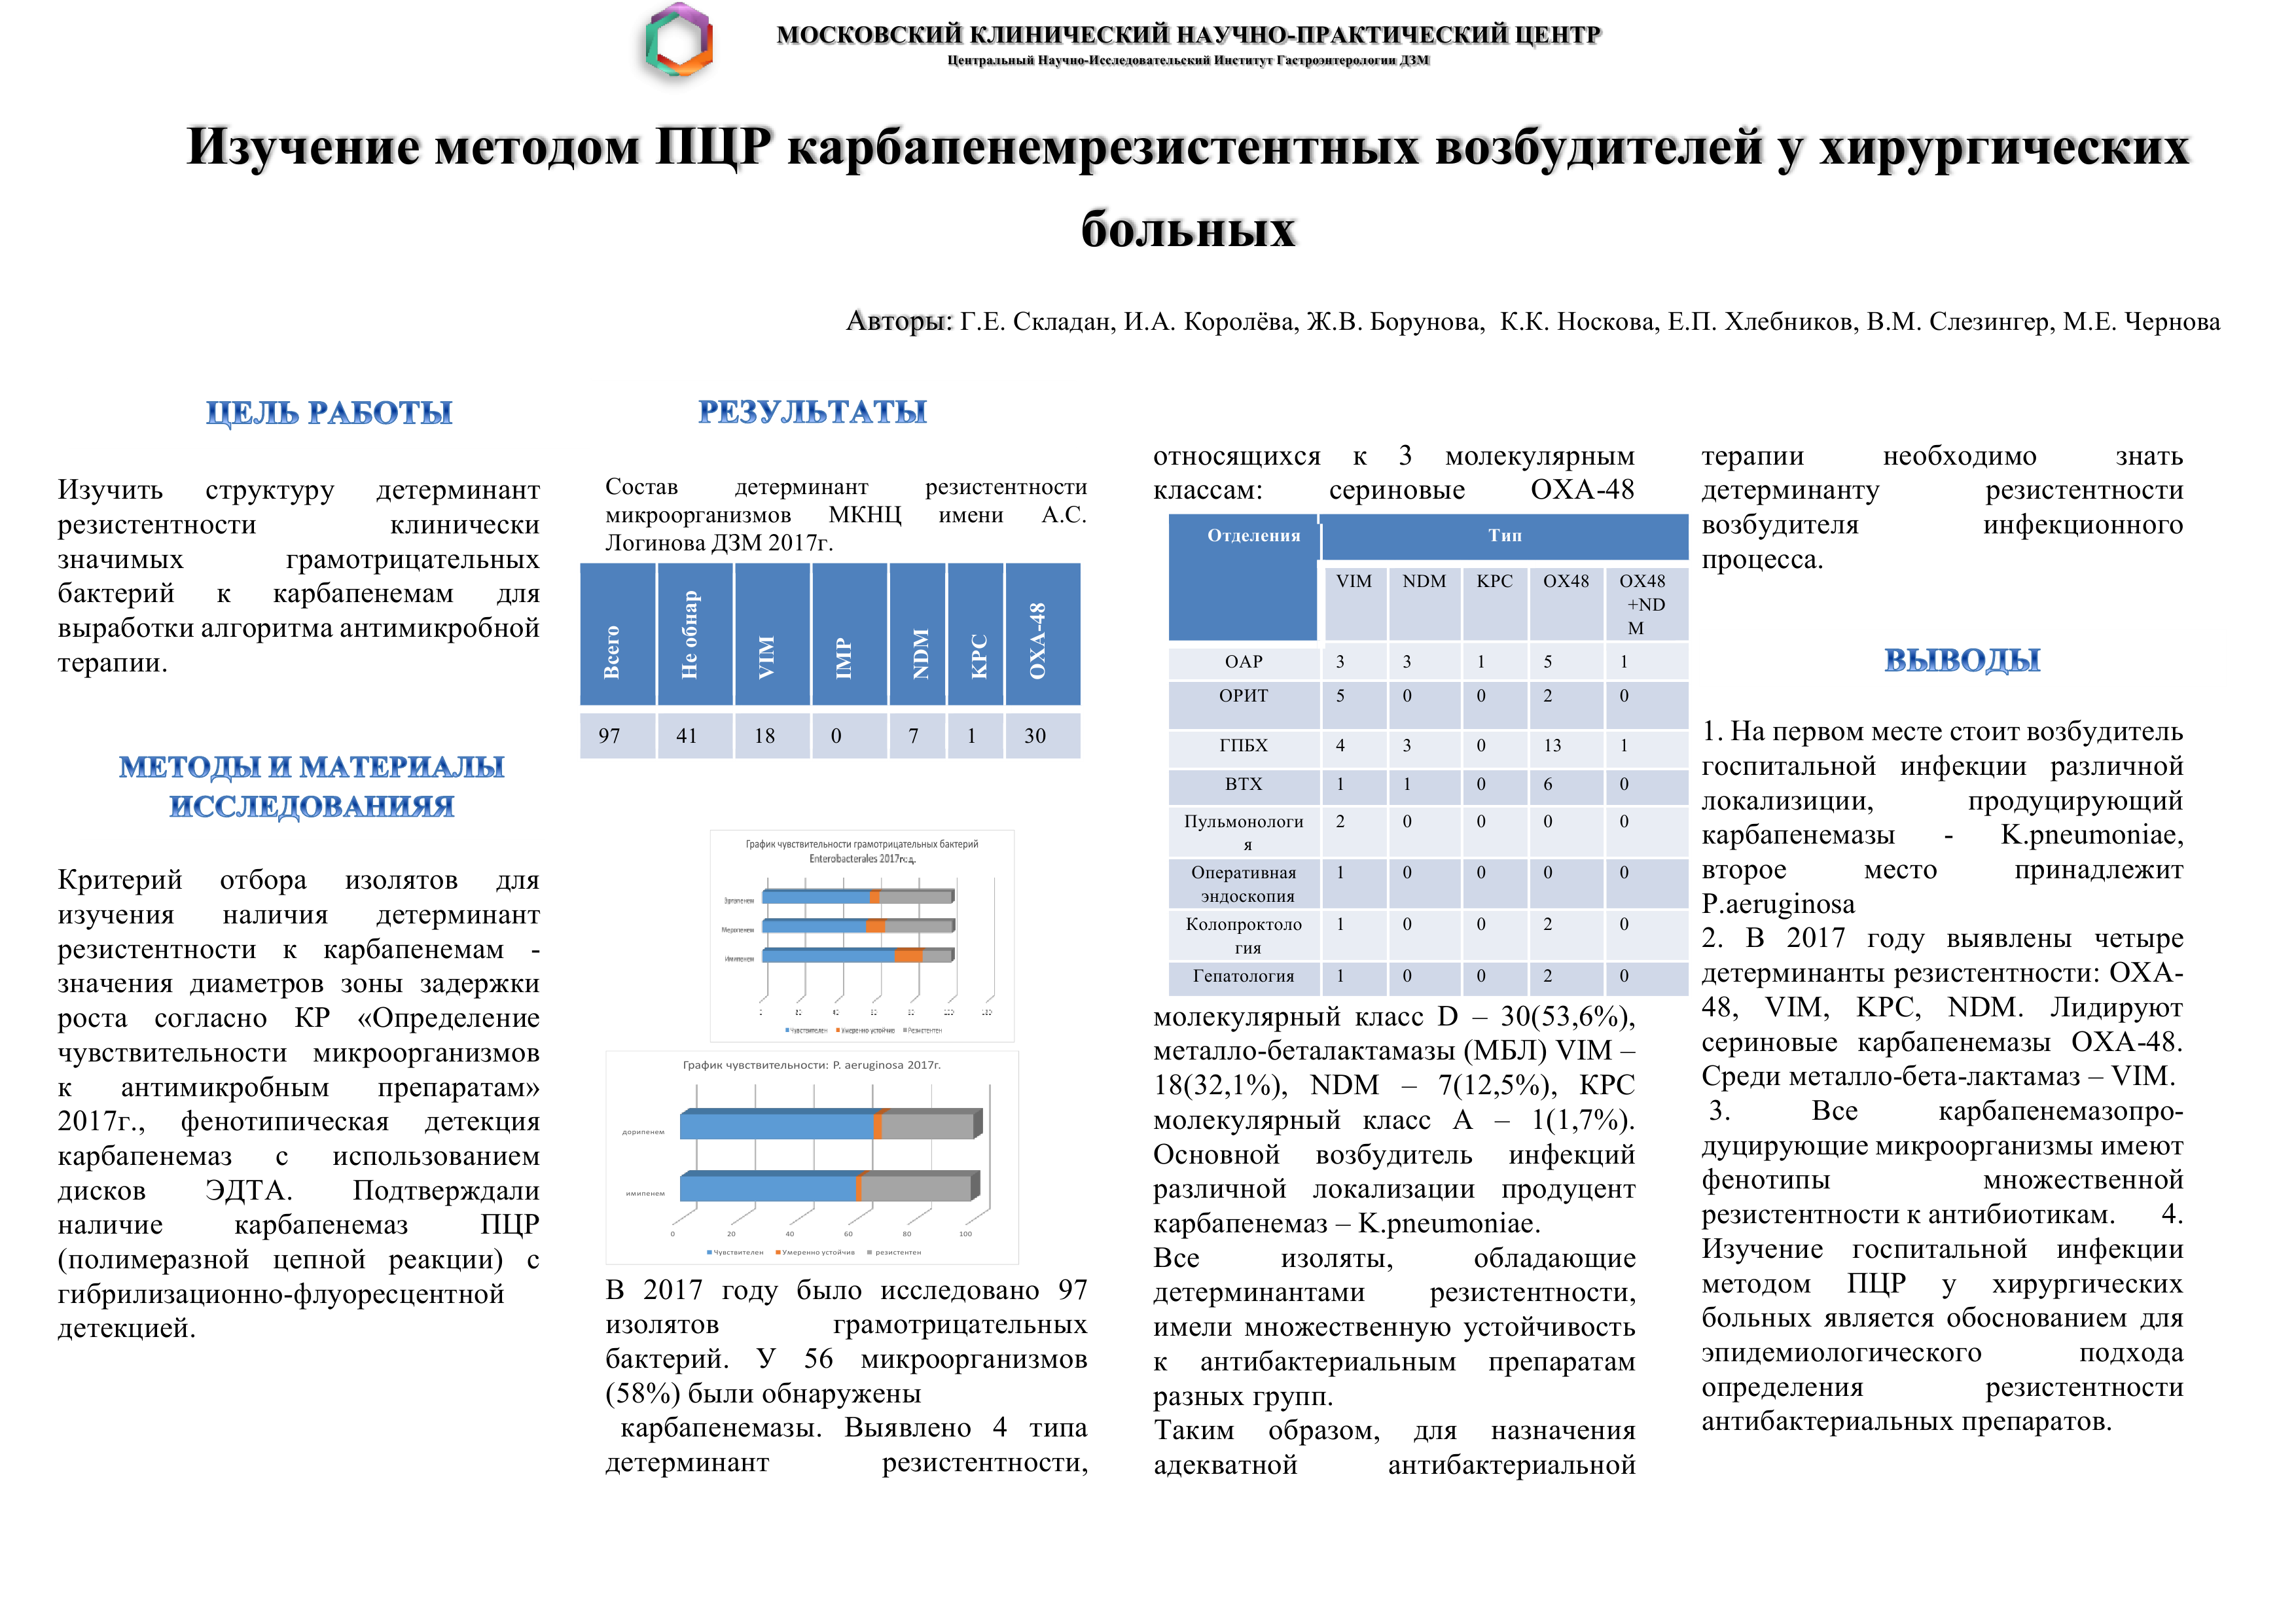 МОСКОВСКИЙ КЛИНИЧЕСКИЙ НАУЧНО-ПРАКТИЧЕСКИЙ ЦЕНТР
Центральный Научно-Исследовательский Институт Гастроэнтерологии ДЗМ
Изучение методом ПЦР карбапенемрезистентных возбудителей у хирургических
больных
Авторы: Г.Е. Складан, И.А. Королёва, Ж.В. Борунова, К.К. Носкова, Е.П. Хлебников, В.М. Слезингер, М.Е. Чернова
ЦЕЛЬ РАБОТЫ
Изучить структуру детерминант
резистентности клинически
значимых грамотрицательных
бактерий к карбапенемам для
выработки алгоритма антимикробной
терапии.
МЕТОДЫ И МАТЕРИАЛЫ
ИССЛЕДОВАНИЯЯ
Критерий отбора изолятов для
изучения наличия детерминант
резистентности к карбапенемам -
значения диаметров зоны задержки
роста согласно КР «Определение
чувствительности микроорганизмов
к антимикробным препаратам»
2017г., фенотипическая детекция
карбапенемаз с использованием
дисков ЭДТА. Подтверждали
наличие карбапенемаз ПЦР
(полимеразной цепной реакции) с
гибрилизационно-флуоресцентной
детекцией.
РЕЗУЛЬТАТЫ
Состав детерминант резистентности
микроорганизмов МКНЦ имени А.С.
Логинова ДЗМ 2017г.
Всего Не обнар VIM IMP NDM KPC OXA-48
97 41 18 0 7 1 30
График чувствительности грамотрицательных бактерий
Enterobacterales 2017год.
Эртапенем
Меропенем
Имипенем
Чувствителен Умеренно устойчив Резистентен
График чувствительности: P. aeruginosa 2017г.
дорипенем
имипенем
0 20 40 60 80 100
Чувствителен Умеренно устойчив резистентен
В 2017 году было исследовано 97
изолятов грамотрицательных
бактерий. У 56 микроорганизмов
(58%) были обнаружены
карбапенемазы. Выявлено 4 типа
детерминант резистентности,
относящихся к 3 молекулярным
классам: сериновые OXA-48
Отделения Тип
VIM NDM KPC OX48 OX48
+ND
M
ОАР 3 3 1 5 1
ОРИТ 5 0 0 2 0
ГПБХ 4 3 0 13 1
ВТХ 1 1 0 6 0
Пульмонологи
я 2 0 0 0 0
Оперативная
эндоскопия 1 0 0 0 0
Колопроктоло
гия 1 0 0 2 0
Гепатология 1 0 0 2 0
молекулярный класс D – 30(53,6%),
металло-беталактамазы (МБЛ) VIM –
18(32,1%), NDM – 7(12,5%), КРС
молекулярный класс А – 1(1,7%).
Основной возбудитель инфекций
различной локализации продуцент
карбапенемаз – K.pneumoniae.
Все изоляты, обладающие
детерминантами резистентности,
имели множественную устойчивость
к антибактериальным препаратам
разных групп.
Таким образом, для назначения
адекватной антибактериальной
терапии необходимо знать
детерминанту резистентности
возбудителя инфекционного
процесса.
ВЫВОДЫ
1. На первом месте стоит возбудитель
госпитальной инфекции различной
локализиции, продуцирующий
карбапенемазы - K.pneumoniae,
второе место принадлежит
P.aeruginosa
2. В 2017 году выявлены четыре
детерминанты резистентности: OXA-
48, VIM, KPC, NDM. Лидируют
сериновые карбапенемазы OXA-48.
Среди металло-бета-лактамаз – VIM.
3. Все карбапенемазопро-
дуцирующие микроорганизмы имеют
фенотипы множественной
резистентности к антибиотикам. 4.
Изучение госпитальной инфекции
методом ПЦР у хирургических
больных является обоснованием для
эпидемиологического подхода
определения резистентности
антибактериальных препаратов.